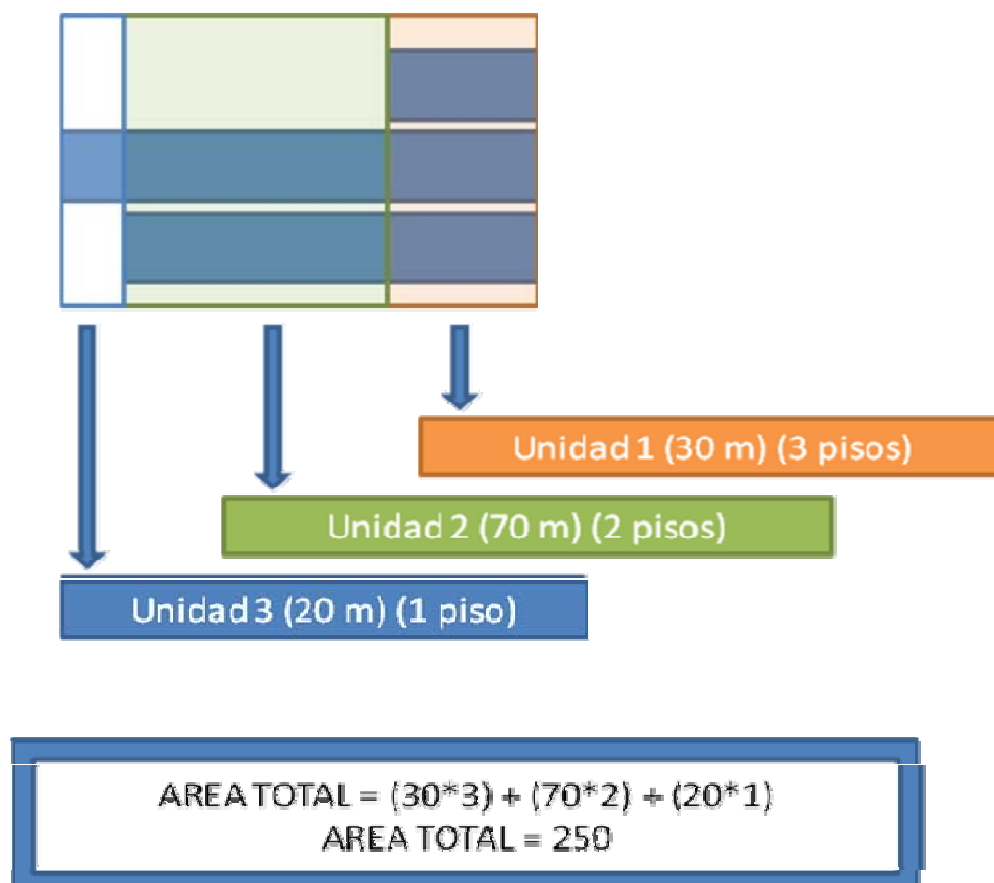 Unidad 1 (30 m) (3 pisos)
Unidad 2 (70 m) (2 pisos)
Unidad 3 (20 m) (1 piso)
AREA TOTAL = (30*3) + (70*2) + (20*1)
AREA TOTAL = 250